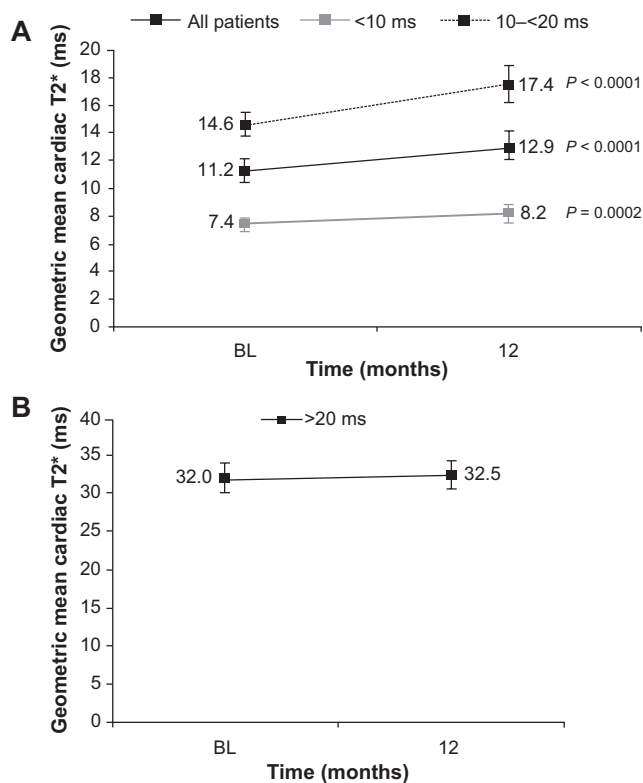 A
All patients <10 ms 10–<20 ms
Geometric mean cardiac T2* (ms)
22
20
18
16
14
12
10
8
6
4
2
0
14.6
17.4
P < 0.0001
11.2
12.9
P < 0.0001
7.4
8.2
P = 0.0002
BL 12
Time (months)
B
>20 ms
Geometric mean cardiac T2* (ms)
40
35
30
25
20
15
10
5
0
32.0
32.5
BL 12
Time (months)